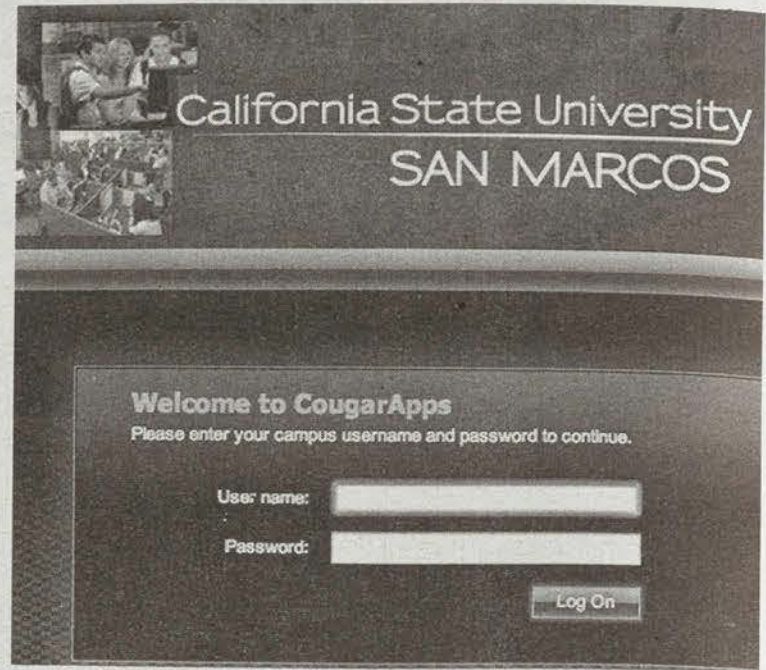 California State University
SAN MARCOS
Welcome to CougarApps
Please enter your campus username and password to continue.
User name:
Password:
Log On